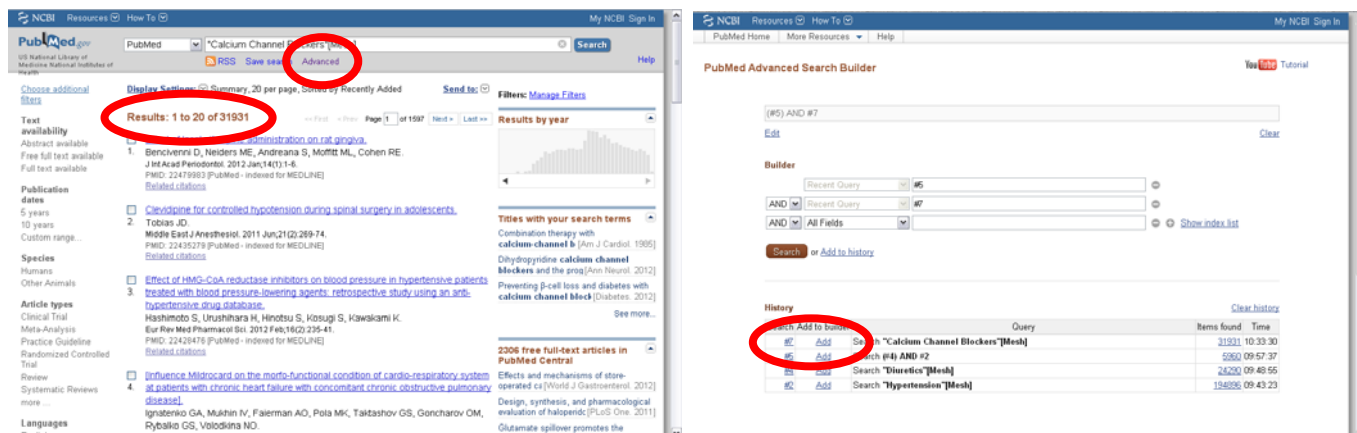 NCBI Resources How To My NCBI Sign In
PubMed.gov
US National Library of
Medicine National Institutes of
Health
PubMed "Calcium Channel Blockers"[Mesh] Search
RSS Save search Advanced Help
Choose additional
filters
Text
availability
Abstract available
Free full text available
Full text available
Publication
dates
5 years
10 years
Custom range...
Species
Humans
Other Animals
Article types
Clinical Trial
Meta-Analysis
Practice Guideline
Randomized Controlled
Trial
Review
Systematic Reviews
more ...
Languages
Display Settings: Summary, 20 per page, Sorted by Recently Added Send to:
Results: 1 to 20 of 31931
<< First < Prev Page 1 of 1597 Next > Last >>
administration on rat gingiva.
1. Bencivenni D, Neiders ME, Andreana S, Moffitt ML, Cohen RE.
J Int Acad Periodontol. 2012 Jan;14(1):1-6.
PMID: 22479983 [PubMed - indexed for MEDLINE]
Related citations
Clevidipine for controlled hypotension during spinal surgery in adolescents.
2. Tobias JD.
Middle East J Anesthesiol. 2011 Jun;21(2):269-74.
PMID: 22435279 [PubMed - indexed for MEDLINE]
Related citations
Effect of HMG-CoA reductase inhibitors on blood pressure in hypertensive patients
3. treated with blood pressure-lowering agents: retrospective study using an anti-
hypertensive drug database.
Hashimoto S, Urushihara H, Hinotsu S, Kosugi S, Kawakami K.
Eur Rev Med Pharmacol Sci. 2012 Feb;16(2):235-41.
PMID: 22428476 [PubMed - indexed for MEDLINE]
Related citations
[Influence Mildrocard on the morfo-functional condition of cardio-respiratory system
4. at patients with chronic heart failure with concomitant chronic obstructive pulmonary
disease].
Ignatenko GA, Mukhin IV, Faierman AO, Pola MK, Taktashov GS, Goncharov OM,
Rybalko GS, Volodkina NO.
Filters: Manage Filters
Results by year
Titles with your search terms
Combination therapy with
calcium-channel b [Am J Cardiol. 1985]
Dihydropyridine calcium channel
blockers and the prog [Ann Neurol. 2012]
Preventing β-cell loss and diabetes with
calcium channel block [Diabetes. 2012]
See more...
2306 free full-text articles in
PubMed Central
Effects and mechanisms of store-
operated ca [World J Gastroenterol. 2012]
Design, synthesis, and pharmacological
evaluation of haloperidc [PLoS One. 2011]
Glutamate spillover promotes the
NCBI Resources How To My NCBI Sign In
PubMed Home More Resources Help
PubMed Advanced Search Builder YouTube Tutorial
(#5) AND #7
Edit Clear
Builder
Recent Query #5
AND Recent Query #7
AND All Fields Show index list
Search or Add to history
History Clear history
Search Add to builder Query Items found Time
#7 Add Search "Calcium Channel Blockers"[Mesh] 31931 10:33:30
#5 Add Search (#4) AND #2 5960 09:57:37
#4 Add Search "Diuretics"[Mesh] 24290 09:48:55
#2 Add Search "Hypertension"[Mesh] 194896 09:43:23